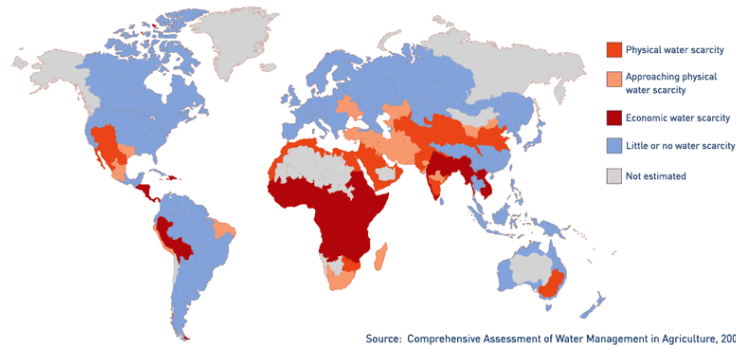 Physical water scarcity
Approaching physical
water scarcity
Economic water scarcity
Little or no water scarcity
Not estimated
Source: Comprehensive Assessment of Water Management in Agriculture,